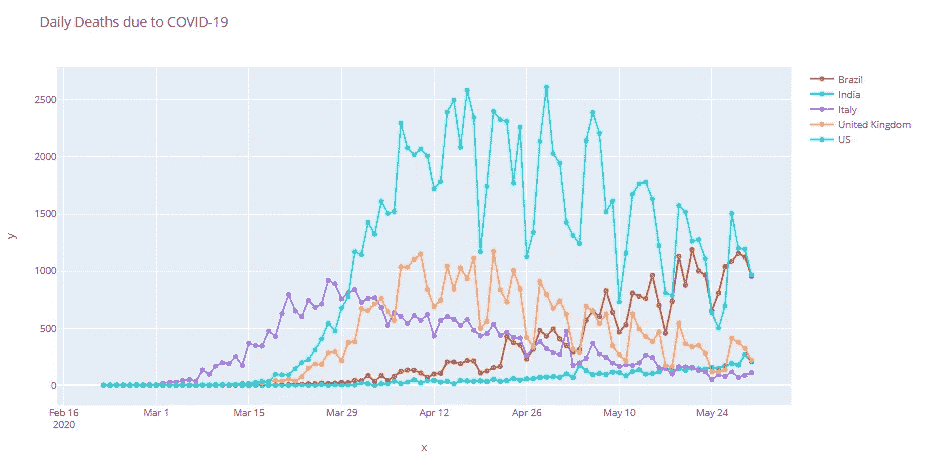 Daily Deaths due to COVID-19
y
2500
2000
1500
1000
500
0
Feb 16
2020
Mar 1
Mar 15
Mar 29
Apr 12
Apr 26
May 10
May 24
x
Brazil
India
Italy
United Kingdom
US